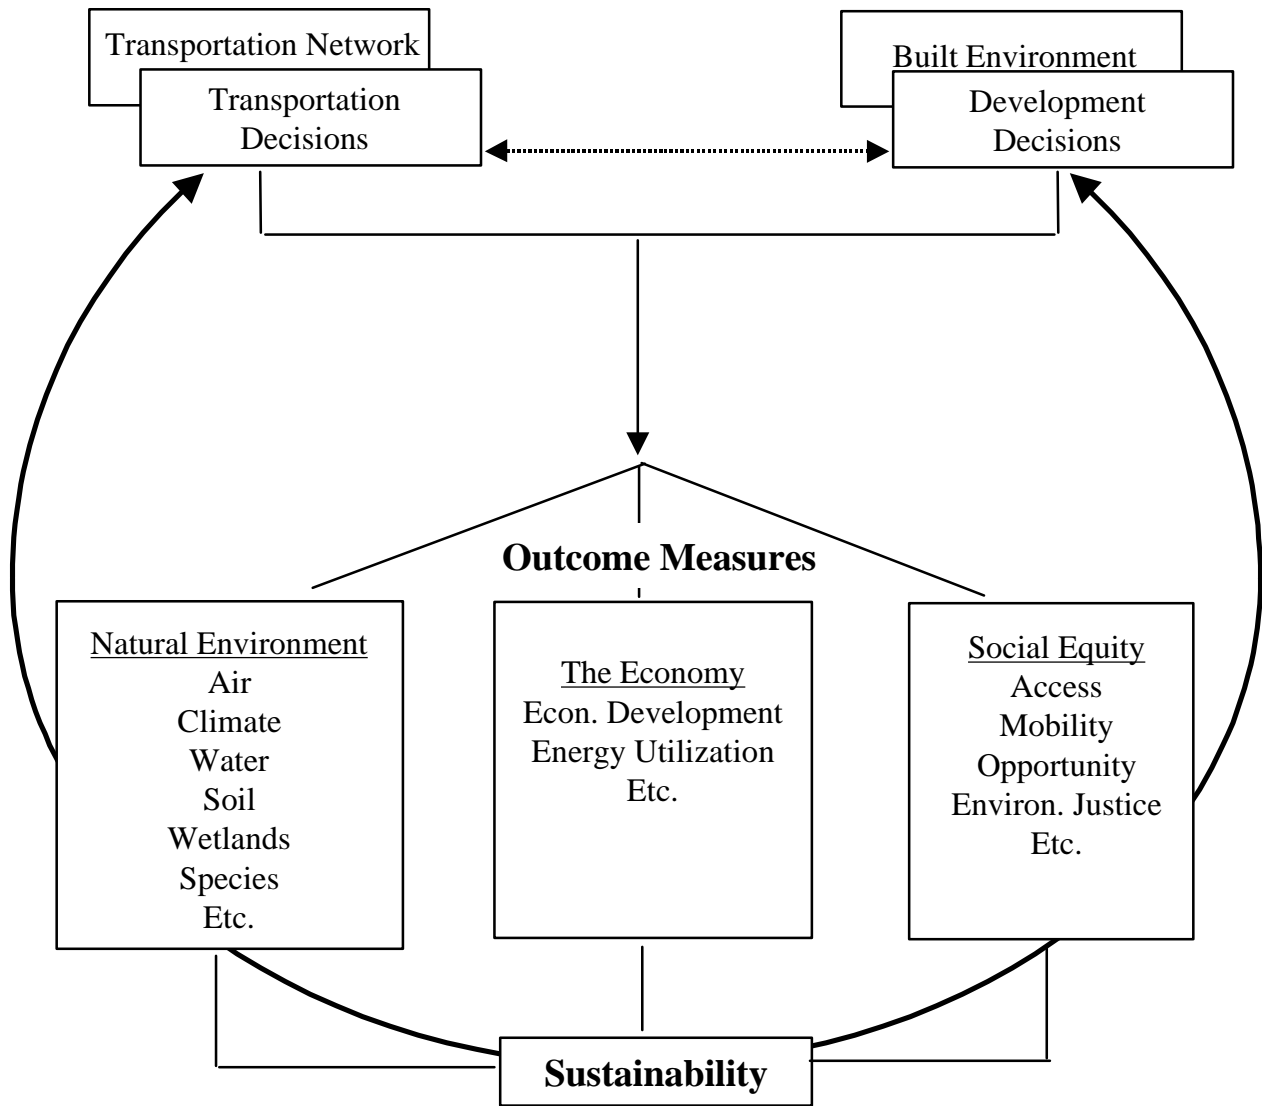 Transportation Network
Transportation
Decisions
Built Environment
Development
Decisions
Outcome Measures
Natural Environment
Air
Climate
Water
Soil
Wetlands
Species
Etc.
The Economy
Econ. Development
Energy Utilization
Etc.
Social Equity
Access
Mobility
Opportunity
Environ. Justice
Etc.
Sustainability